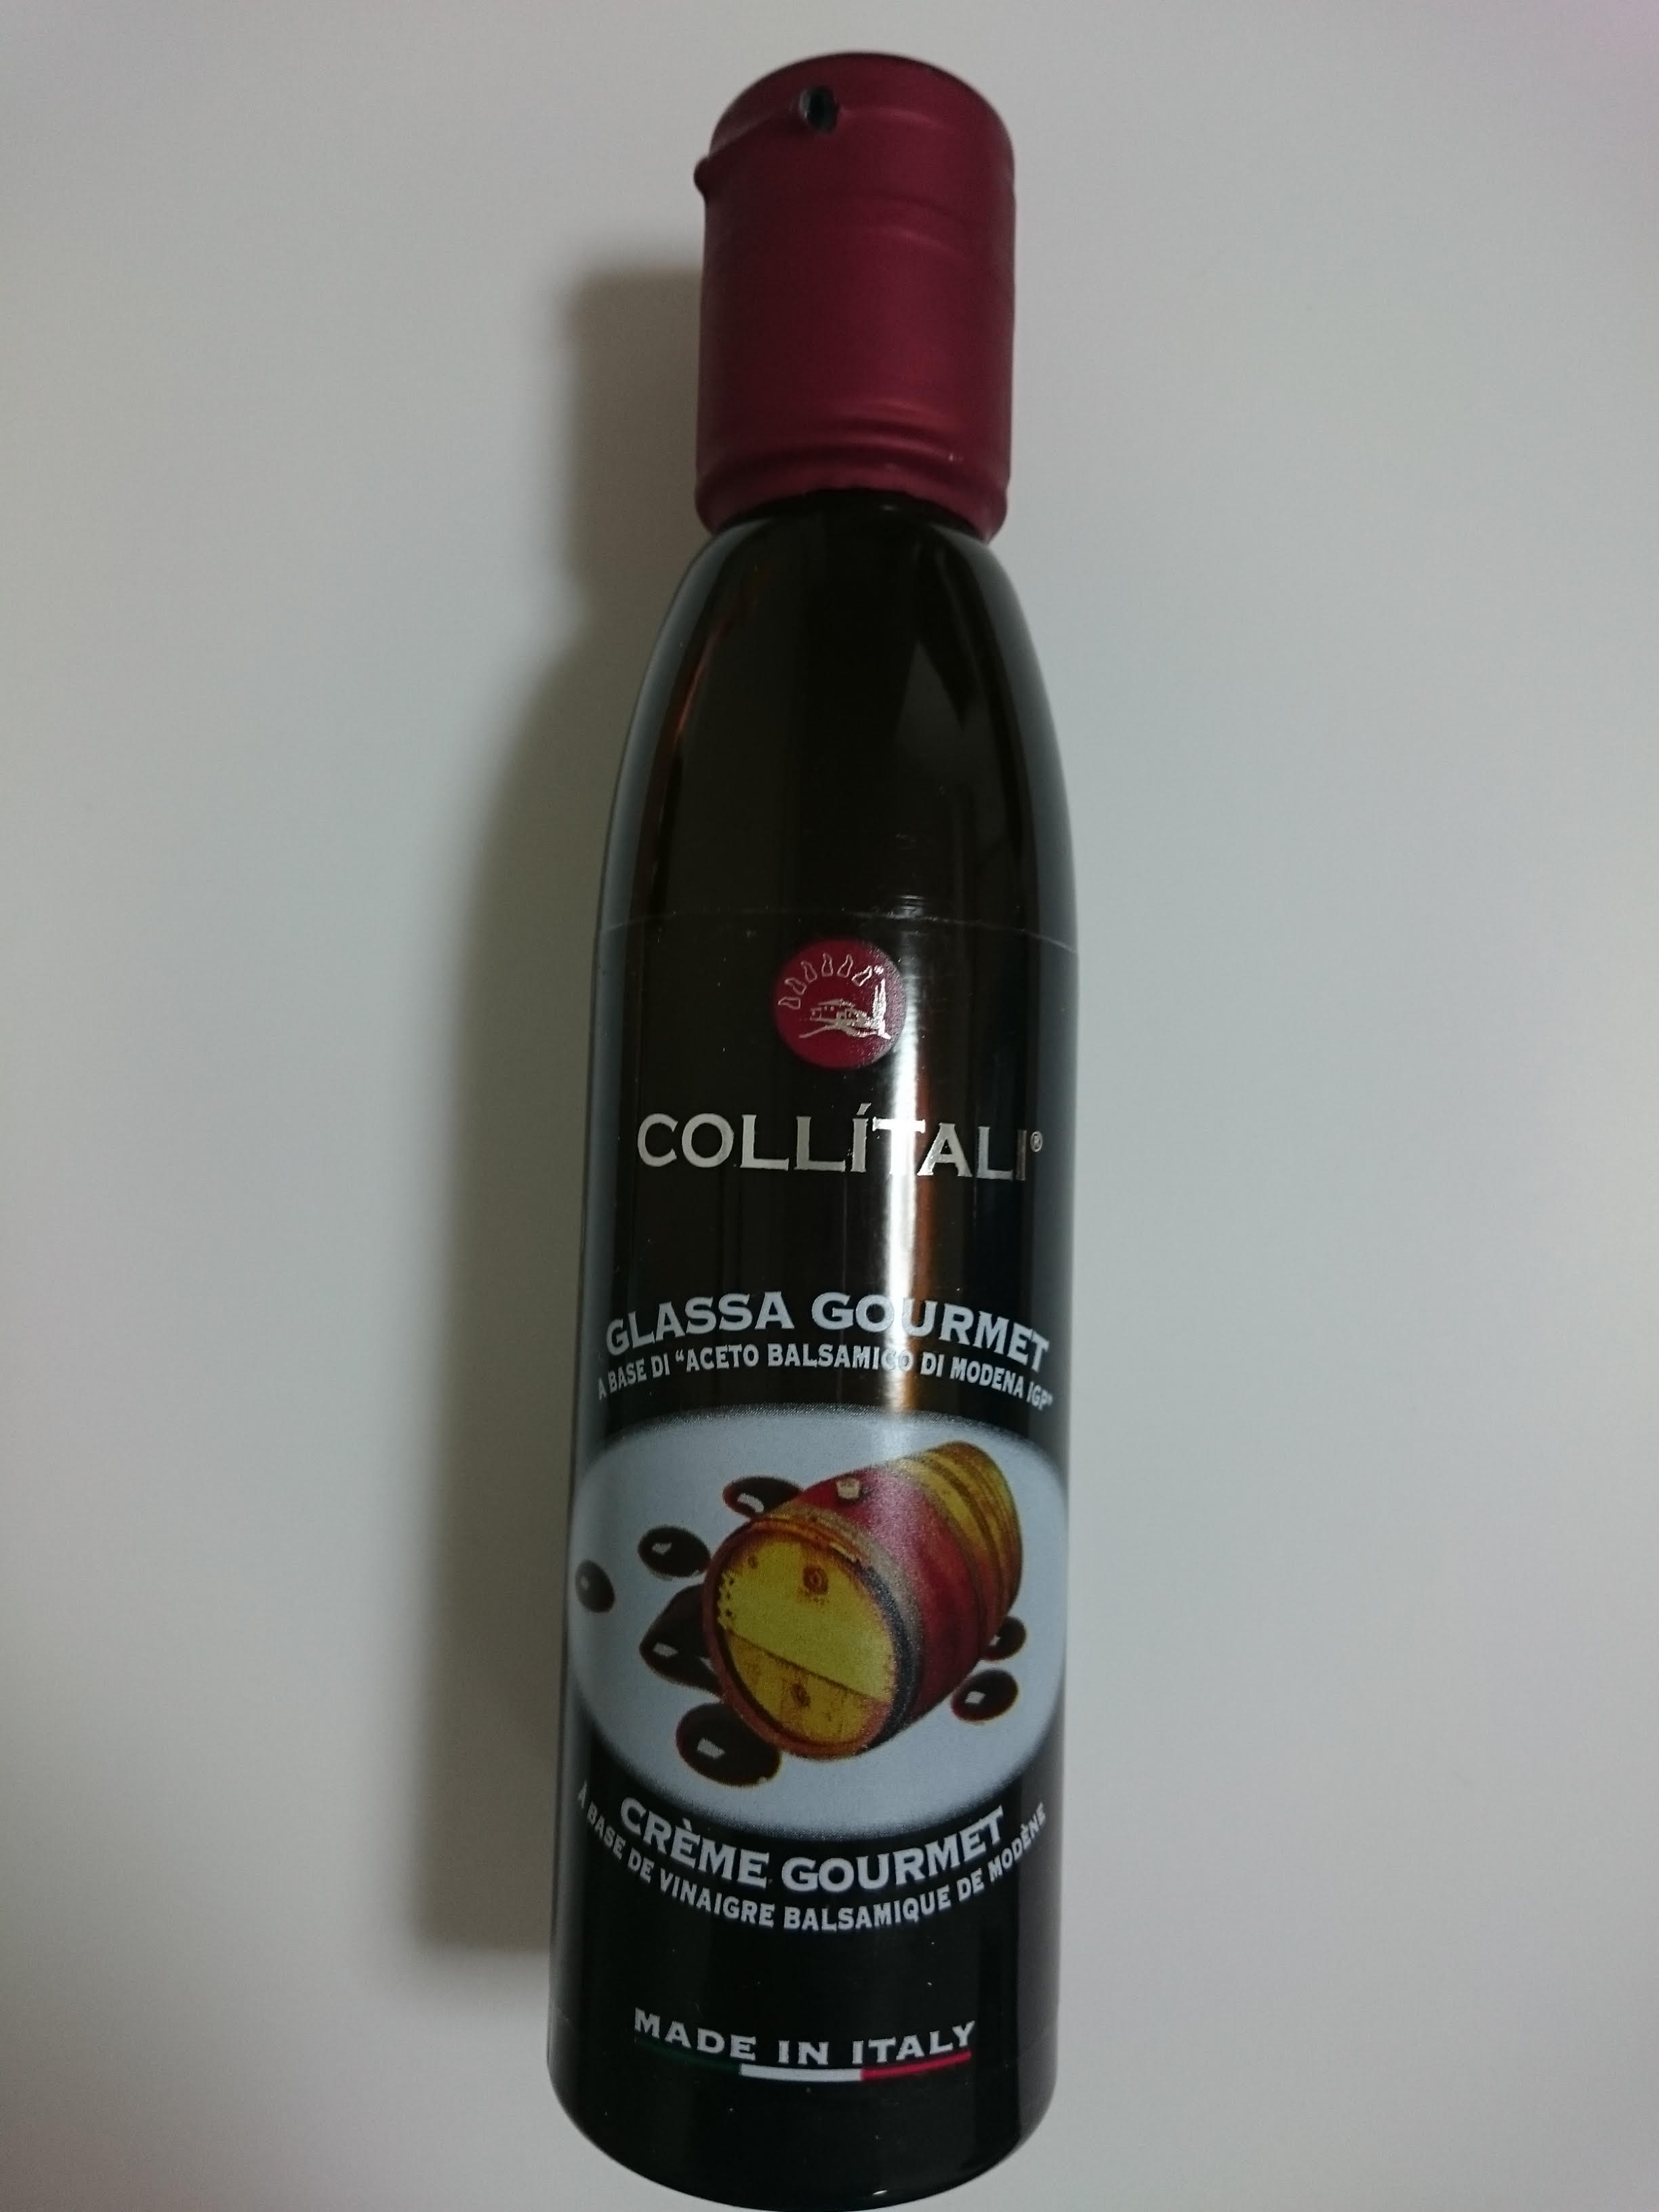 COLLÍTALI®
GLASSA GOURMET
A BASE DI “ACETO BALSAMICO DI MODENA IGP”
CRÈME GOURMET
À BASE DE VINAIGRE BALSAMIQUE DE MODÈNE
MADE IN ITALY